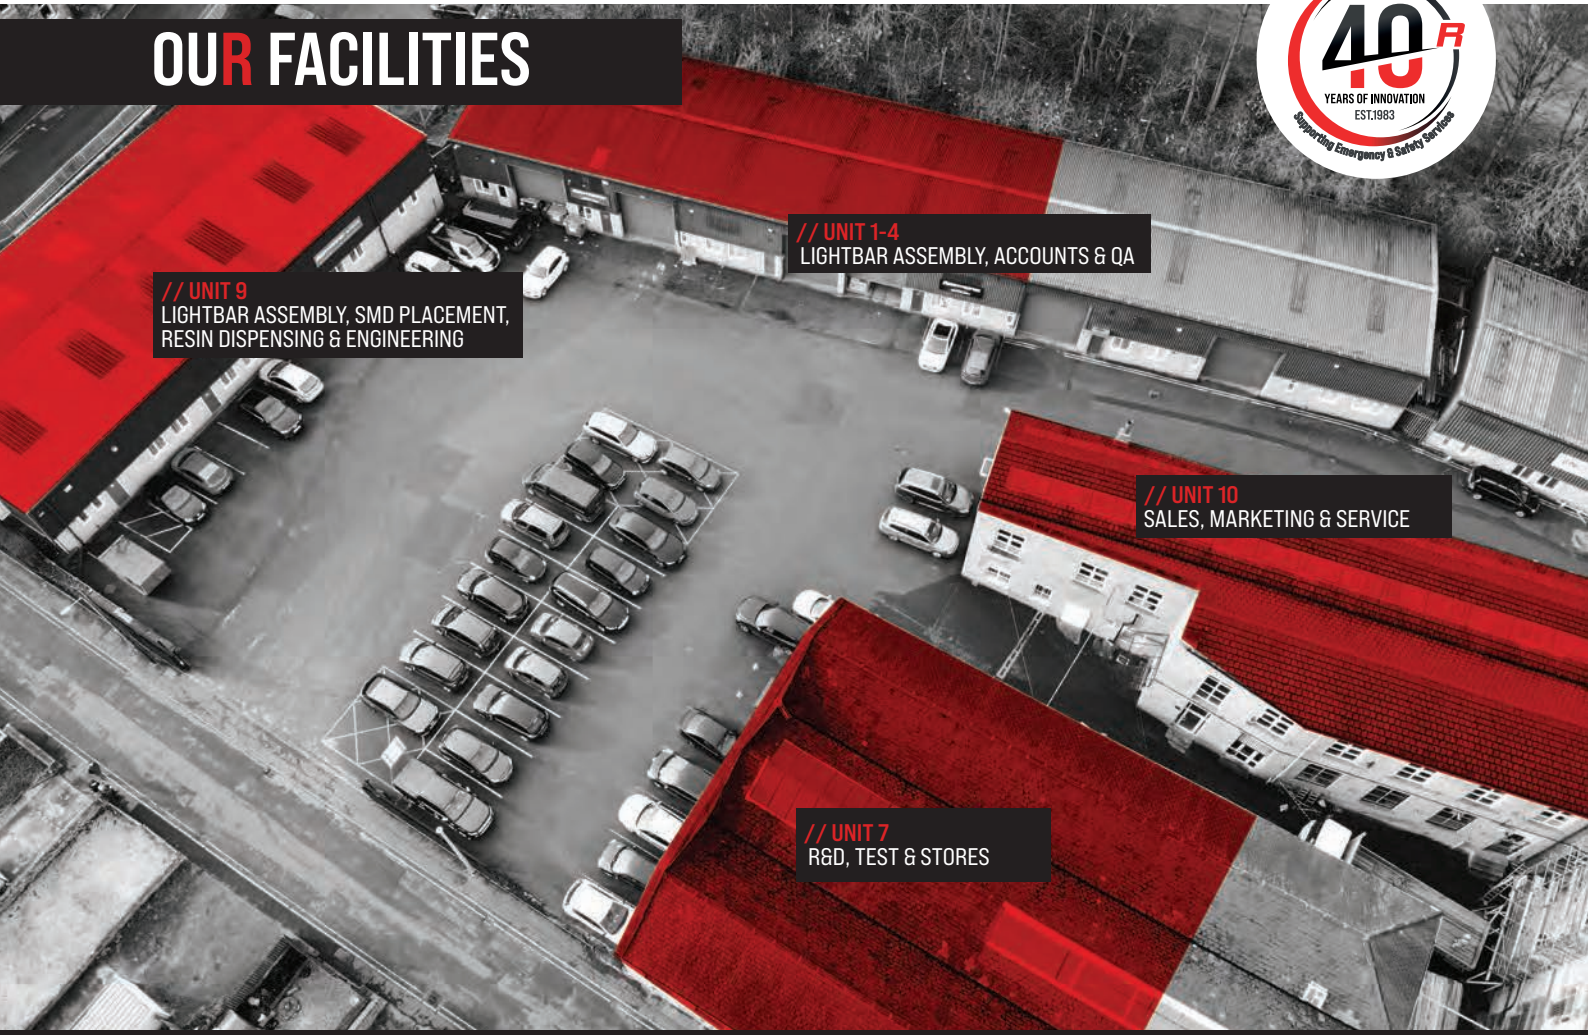 OUR FACILITIES
40 R
YEARS OF INNOVATION
EST.1983
Supporting Emergency & Safety Services
// UNIT 1-4
LIGHTBAR ASSEMBLY, ACCOUNTS & QA
// UNIT 9
LIGHTBAR ASSEMBLY, SMD PLACEMENT,
RESIN DISPENSING & ENGINEERING
// UNIT 10
SALES, MARKETING & SERVICE
// UNIT 7
R&D, TEST & STORES